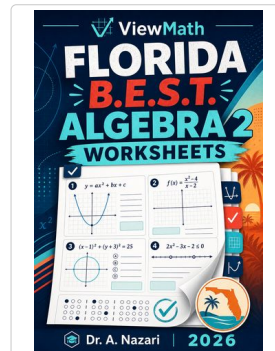 ViewMath
FLORIDA
B.E.S.T.
ALGEBRA 2
WORKSHEETS
1 y = ax² + bx + c
2 f(x) = x²-4 / x-2
3 (x-1)² + (y+3)² = 25
4 2x² - 3x - 2 ≤ 0
Dr. A. Nazari | 2026